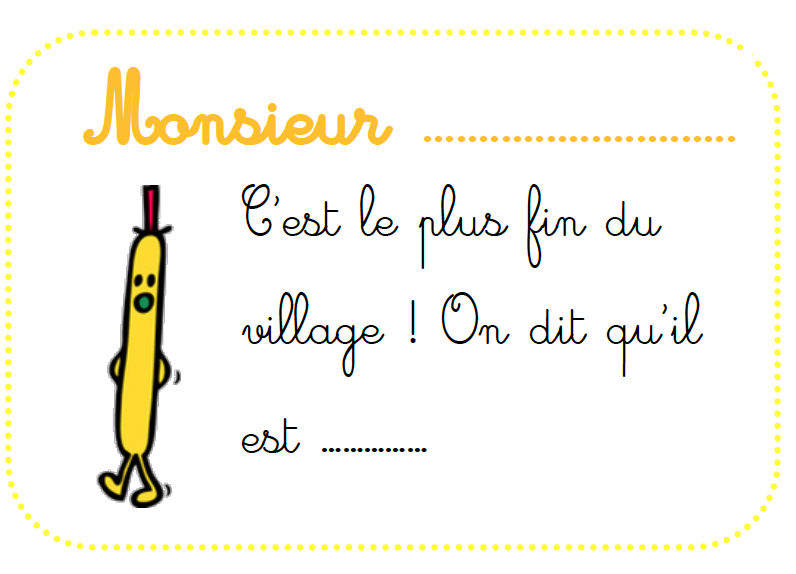 Monsieur ............................
C'est le plus fin du
village ! On dit qu'il
est ...............